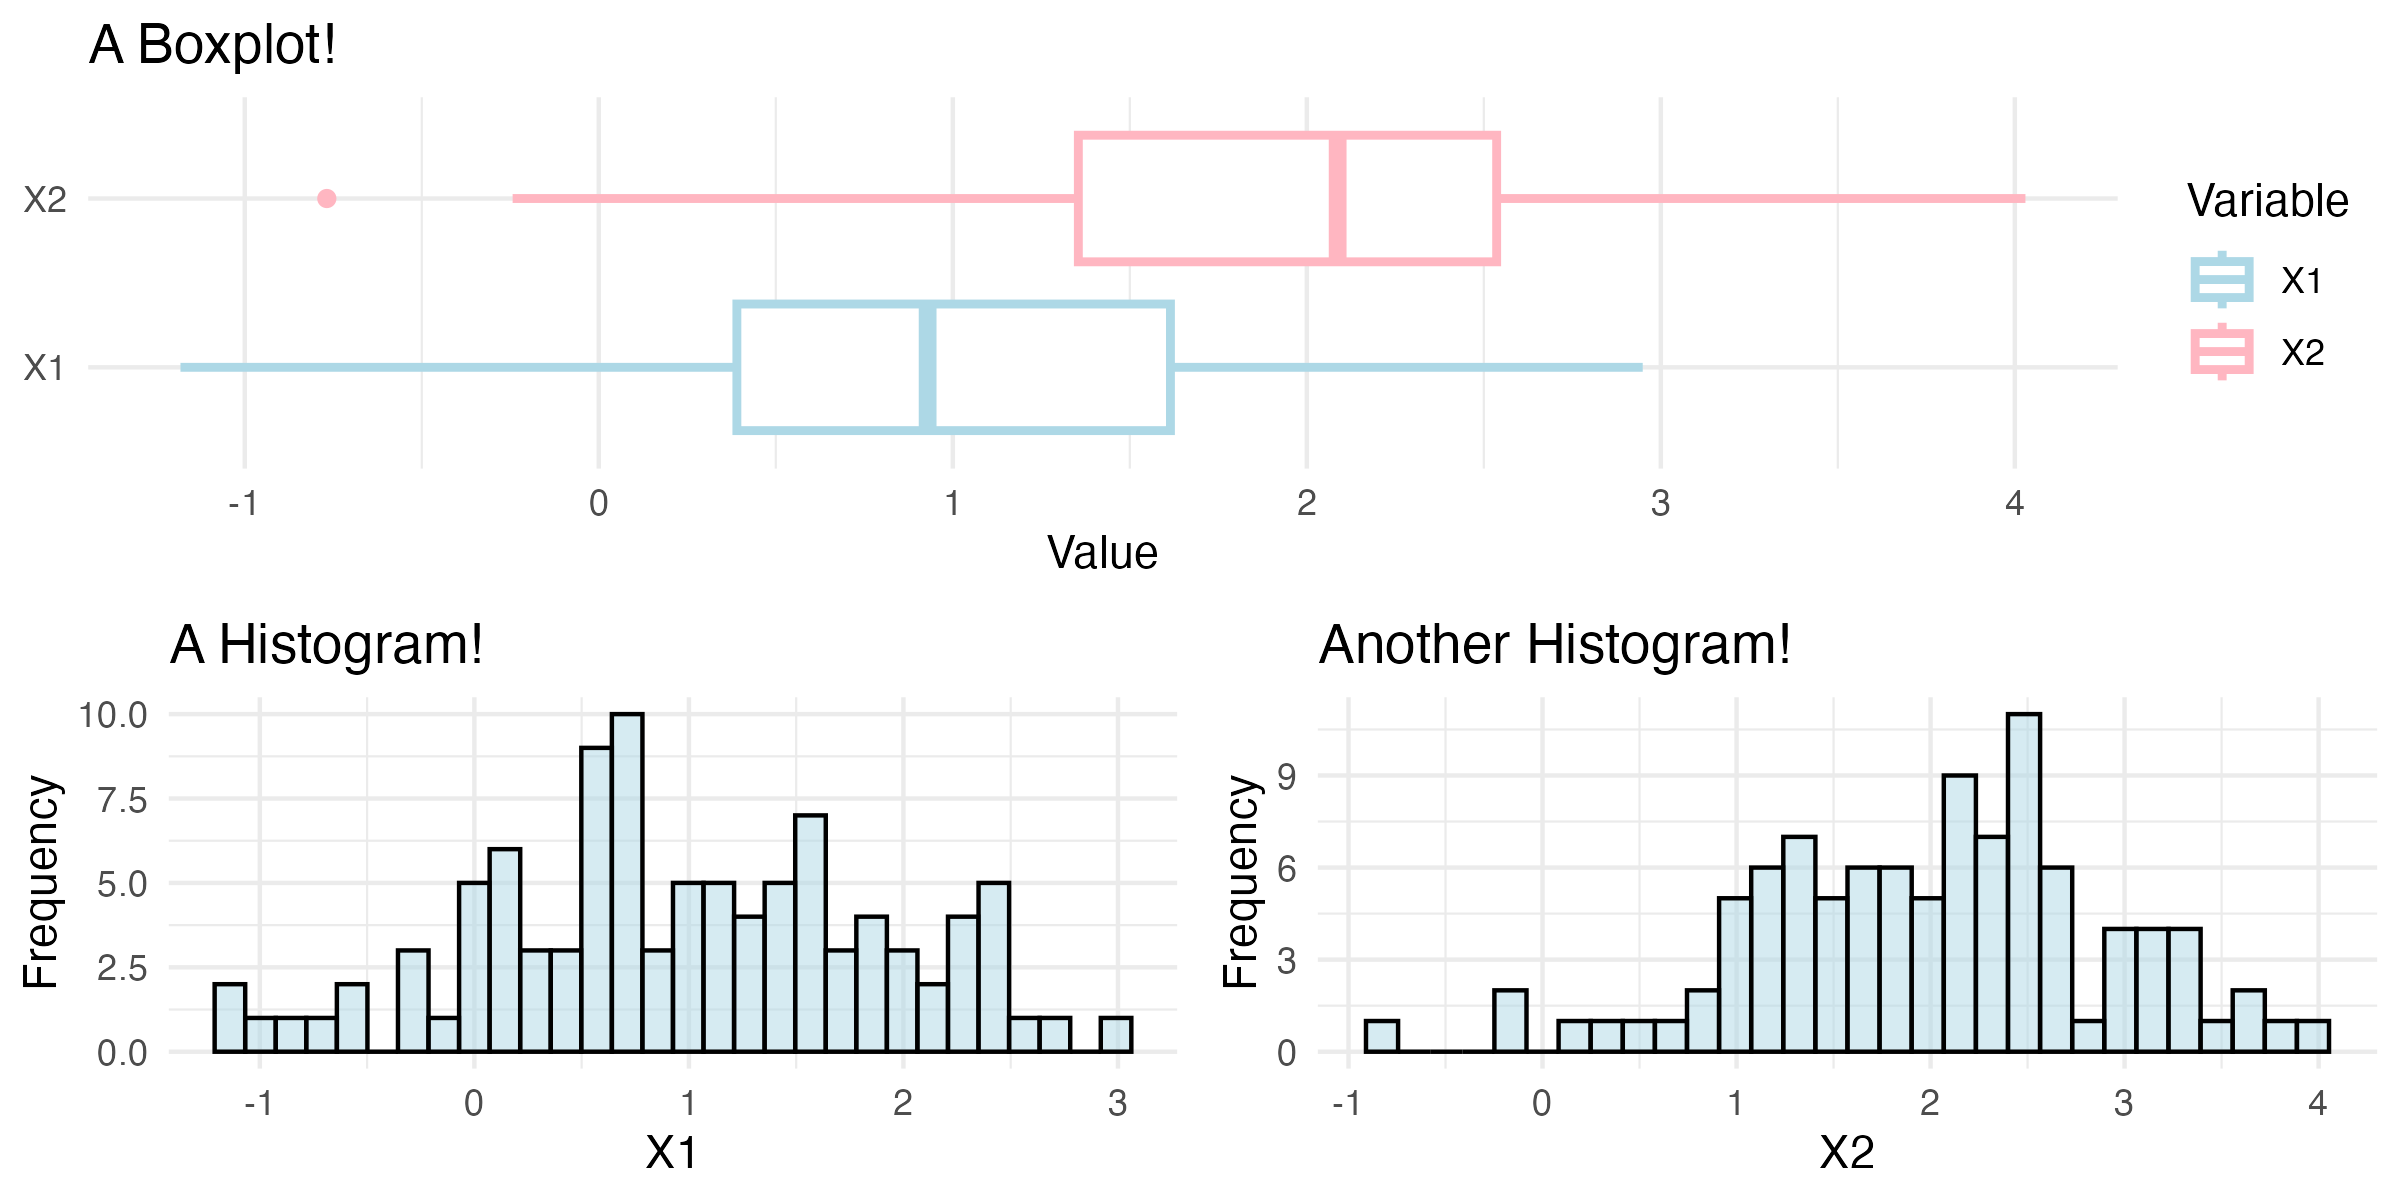 A Boxplot!
X2
X1
-1 0 1 2 3 4
Value
Variable
X1
X2
A Histogram!
10.0
7.5
5.0
2.5
0.0
Frequency
-1 0 1 2 3
X1
Another Histogram!
9
6
3
0
Frequency
-1 0 1 2 3 4
X2